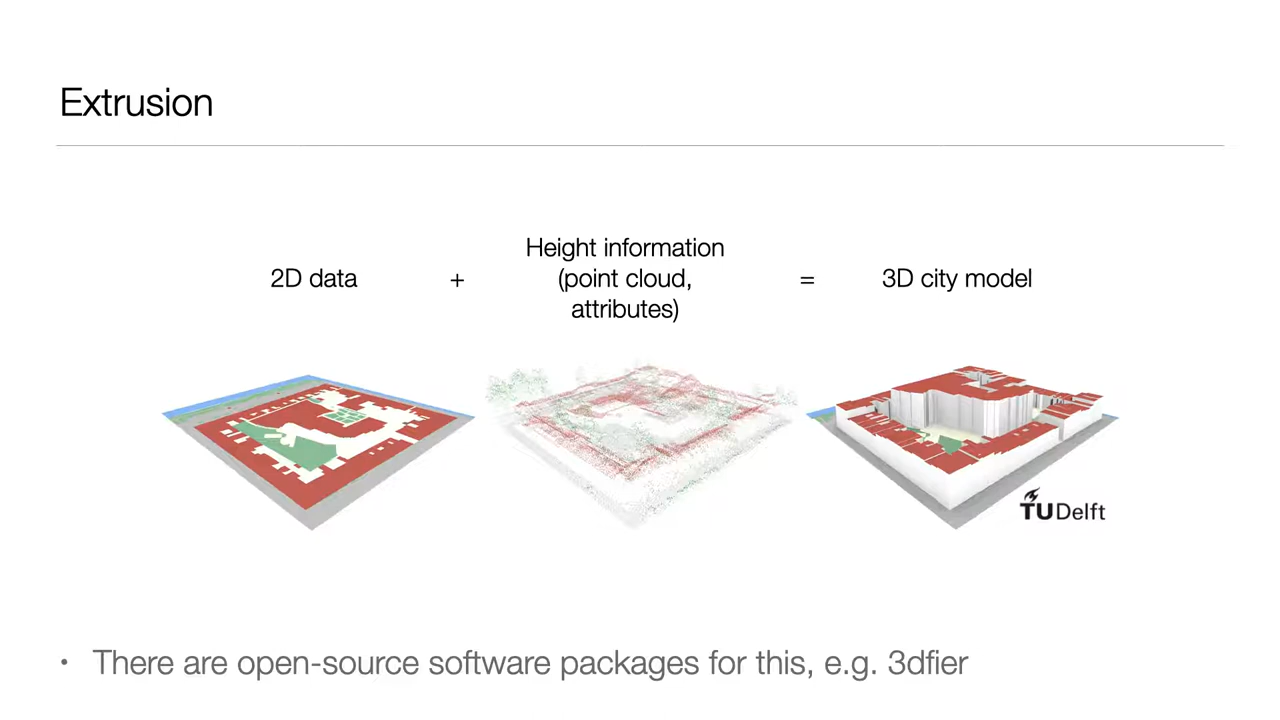 Extrusion
2D data
+
Height information
(point cloud,
attributes)
=
3D city model
TUDelft
• There are open-source software packages for this, e.g. 3dfier